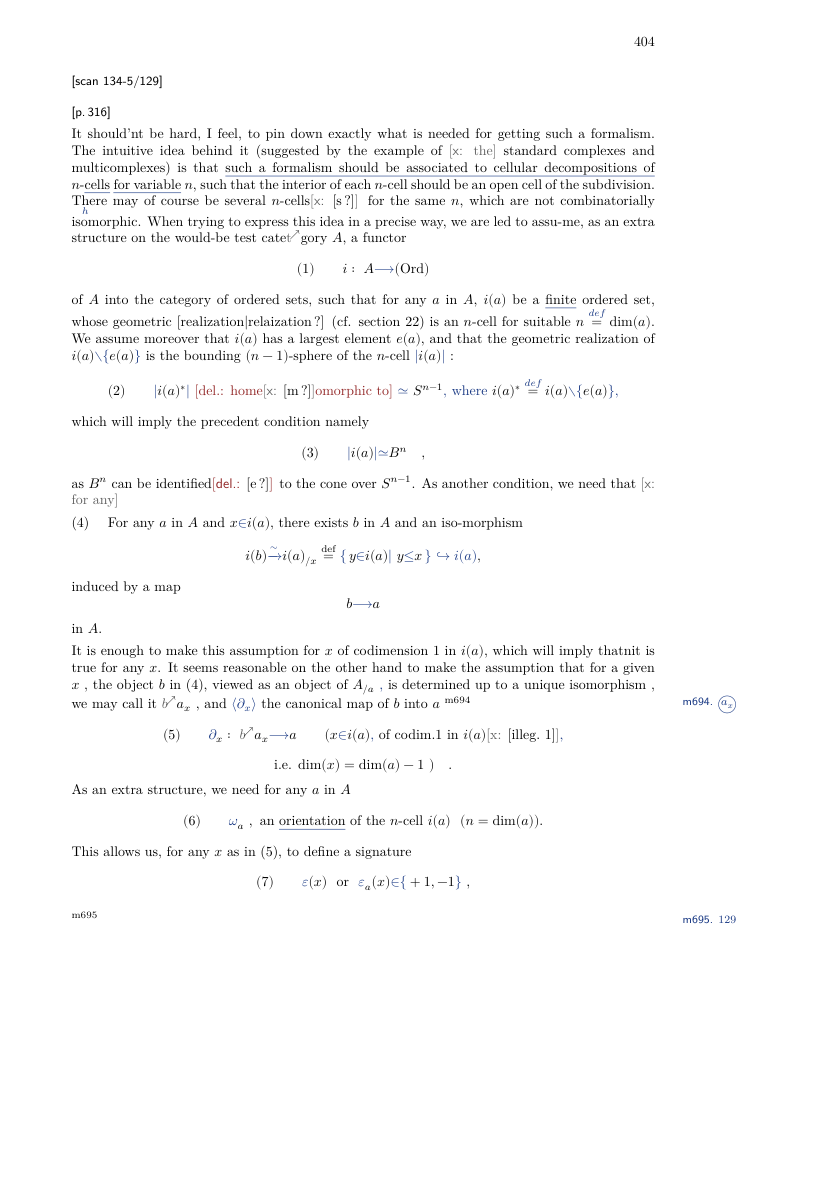 404
[scan 134-5/129]
[p. 316]
It should'nt be hard, I feel, to pin down exactly what is needed for getting such a formalism.
The intuitive idea behind it (suggested by the example of [x: the] standard complexes and
multicomplexes) is that such a formalism should be associated to cellular decompositions of
n-cells for variable n, such that the interior of each n-cell should be an open cell of the subdivision.
There may of course be several n-cells[x: [s ?]] for the same n, which are not combinatorially
h
isomorphic. When trying to express this idea in a precise way, we are led to assu-me, as an extra
structure on the would-be test catet↗gory A, a functor
(1) i : A⟶(Ord)
of A into the category of ordered sets, such that for any a in A, i(a) be a finite ordered set,
whose geometric [realization|relaization ?] (cf. section 22) is an n-cell for suitable n def= dim(a).
We assume moreover that i(a) has a largest element e(a), and that the geometric realization of
i(a)∖{e(a)} is the bounding (n − 1)-sphere of the n-cell |i(a)| :
(2) |i(a)*| [del.: home[x: [m ?]]omorphic to] ≃ Sⁿ⁻¹, where i(a)* def= i(a)∖{e(a)},
which will imply the precedent condition namely
(3) |i(a)|≃Bⁿ ,
as Bⁿ can be identified[del.: [e ?]] to the cone over Sⁿ⁻¹. As another condition, we need that [x:
for any]
(4) For any a in A and x∈i(a), there exists b in A and an iso-morphism
i(b)⥲i(a)/x def= { y∈i(a)| y≤x } ↪ i(a),
induced by a map
b⟶a
in A.
It is enough to make this assumption for x of codimension 1 in i(a), which will imply thatnit is
true for any x. It seems reasonable on the other hand to make the assumption that for a given
x , the object b in (4), viewed as an object of A/a , is determined up to a unique isomorphism ,
we may call it b↗aₓ , and ⟨∂ₓ⟩ the canonical map of b into a m694
m694. aₓ
(5) ∂ₓ : b↗aₓ⟶a (x∈i(a), of codim.1 in i(a)[x: [illeg. 1]],
i.e. dim(x) = dim(a) − 1 ) .
As an extra structure, we need for any a in A
(6) ωₐ , an orientation of the n-cell i(a) (n = dim(a)).
This allows us, for any x as in (5), to define a signature
(7) ε(x) or εₐ(x)∈{ + 1, −1} ,
m695
m695. 129